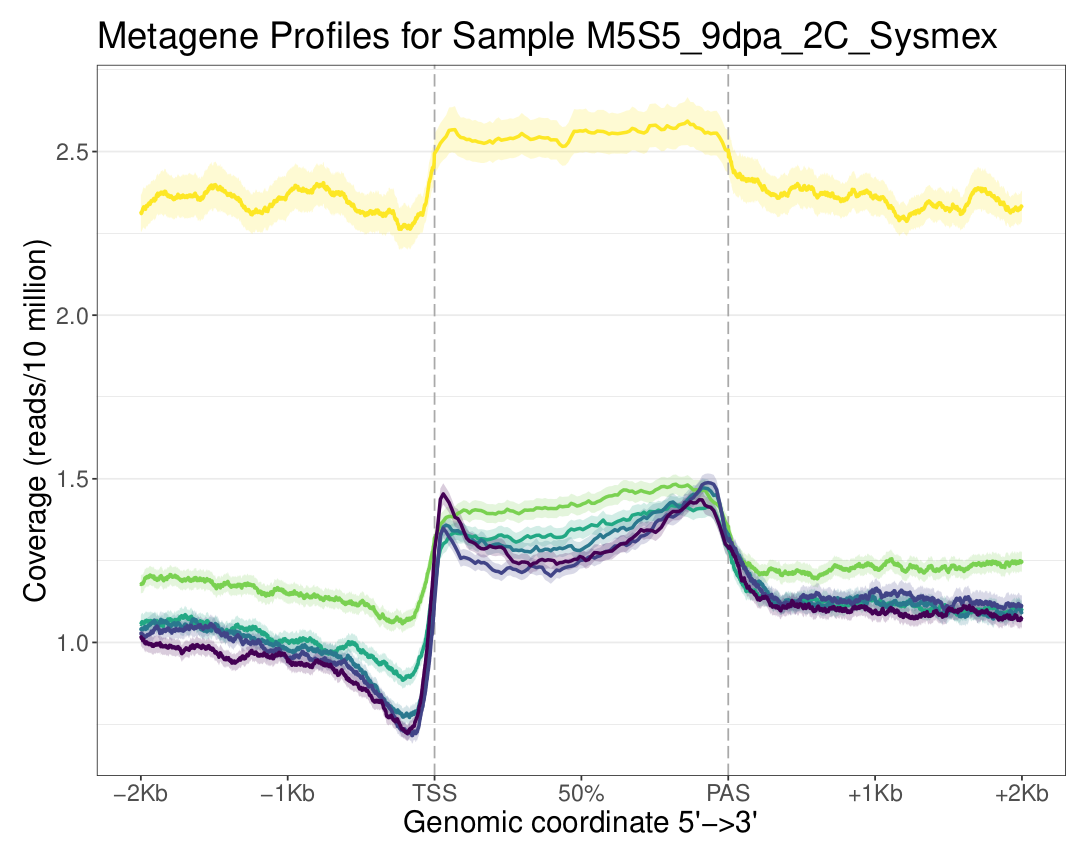 Metagene Profiles for Sample M5S5_9dpa_2C_Sysmex
Coverage (reads/10 million)
2.5
2.0
1.5
1.0
−2Kb −1Kb TSS 50% PAS +1Kb +2Kb
Genomic coordinate 5'−>3'